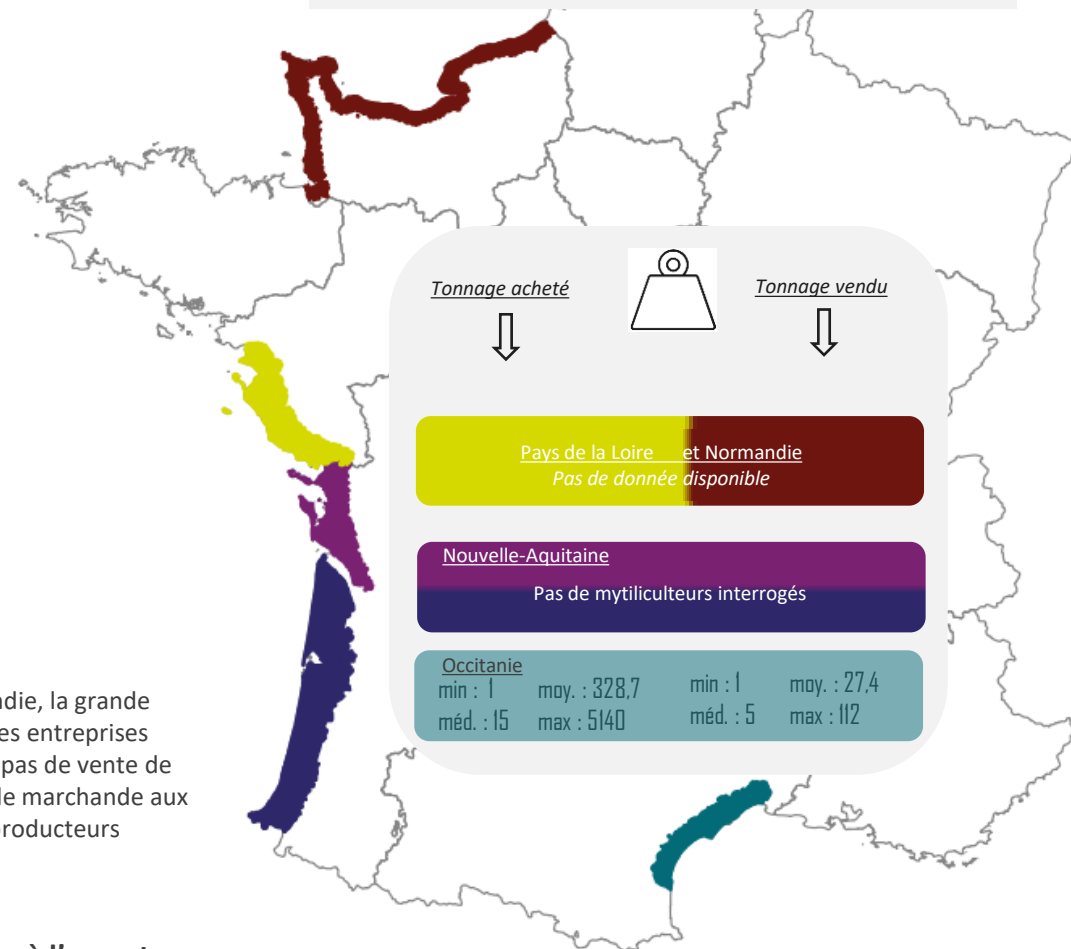 Tonnage acheté
Tonnage vendu
Pays de la Loire et Normandie
Pas de donnée disponible
Nouvelle-Aquitaine
Pas de mytiliculteurs interrogés
Occitanie
min : 1 moy. : 328,7 min : 1 moy. : 27,4
méd. : 15 max : 5140 méd. : 5 max : 112
ndie, la grande
es entreprises
pas de vente de
le marchande aux
producteurs